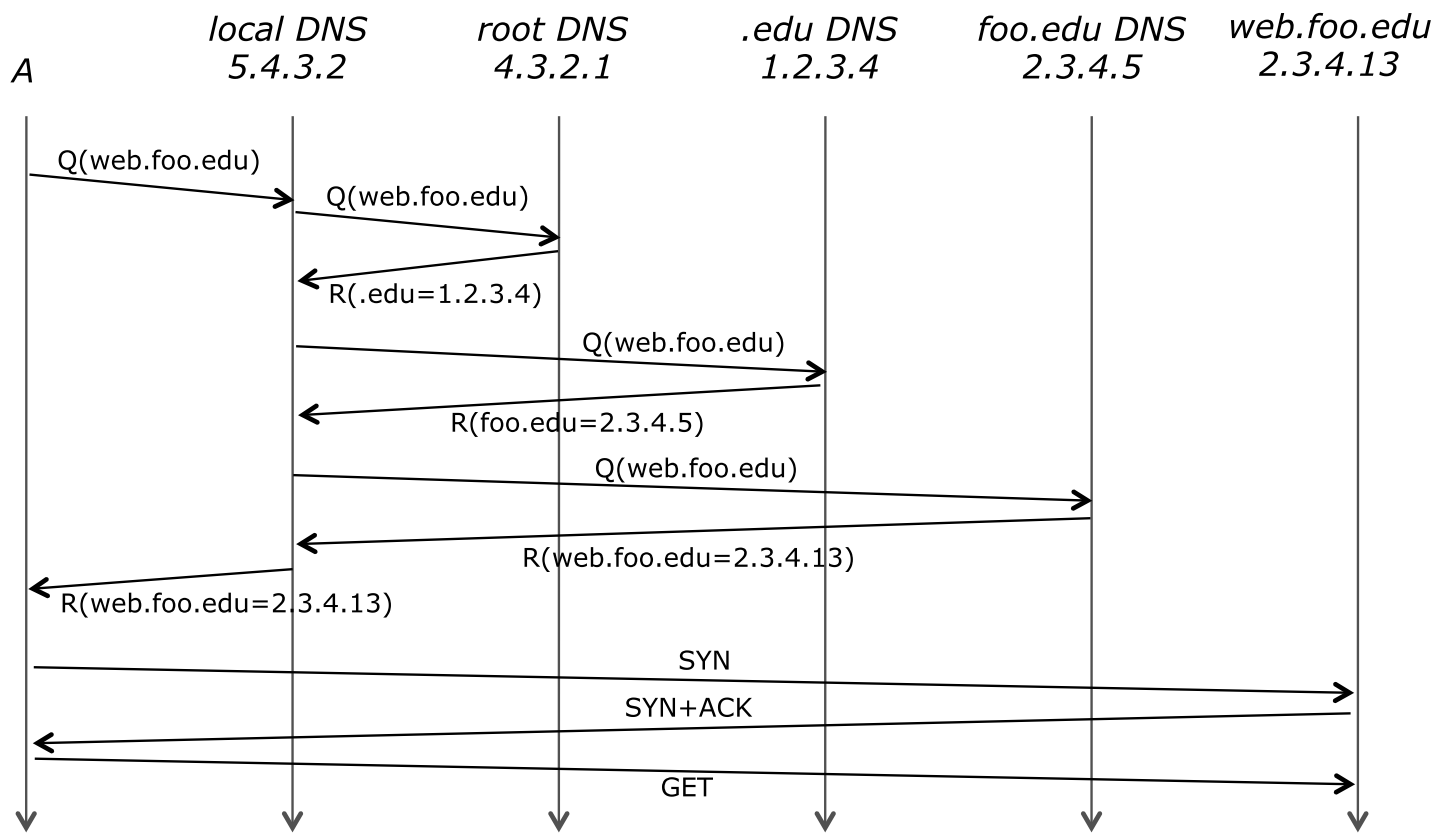 A
local DNS
5.4.3.2
root DNS
4.3.2.1
.edu DNS
1.2.3.4
foo.edu DNS
2.3.4.5
web.foo.edu
2.3.4.13
Q(web.foo.edu)
Q(web.foo.edu)
R(.edu=1.2.3.4)
Q(web.foo.edu)
R(foo.edu=2.3.4.5)
Q(web.foo.edu)
R(web.foo.edu=2.3.4.13)
R(web.foo.edu=2.3.4.13)
SYN
SYN+ACK
GET